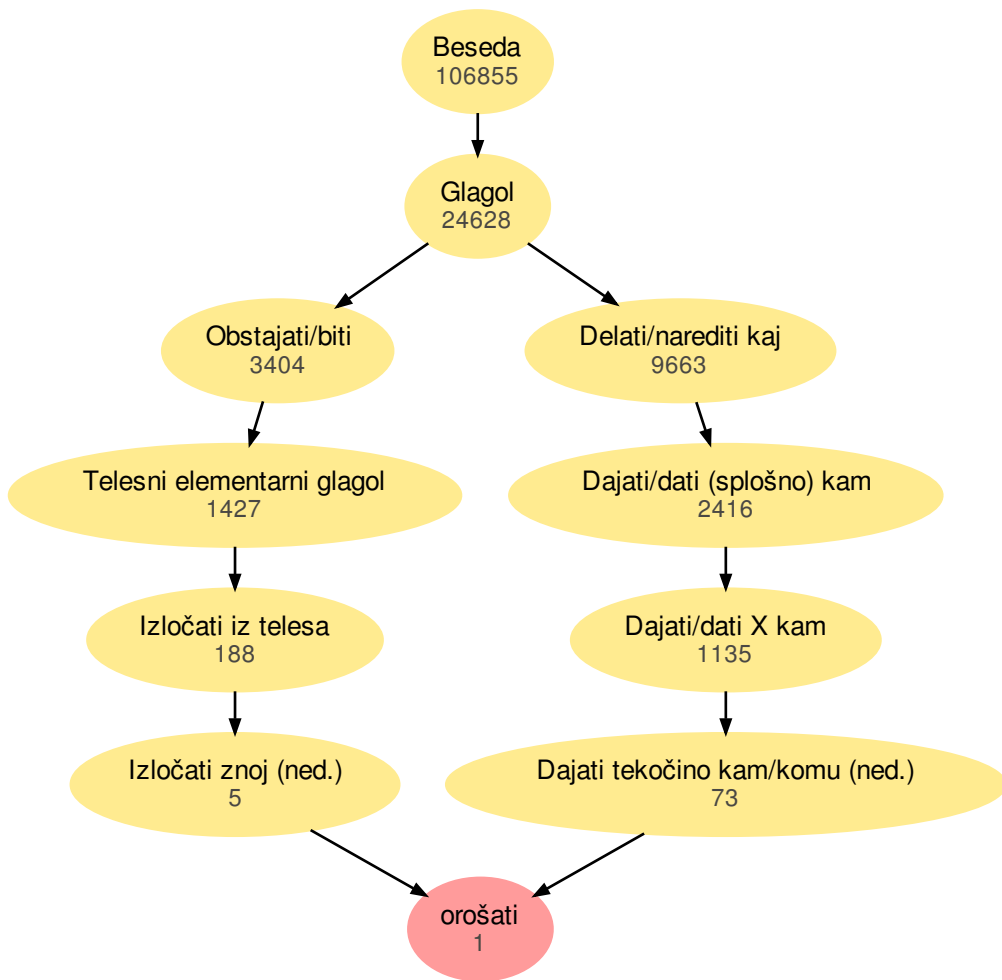 Beseda
106855
Glagol
24628
Obstajati/biti
3404
Delati/narediti kaj
9663
Telesni elementarni glagol
1427
Dajati/dati (splošno) kam
2416
Izločati iz telesa
188
Dajati/dati X kam
1135
Izločati znoj (ned.)
5
Dajati tekočino kam/komu (ned.)
73
orošati
1